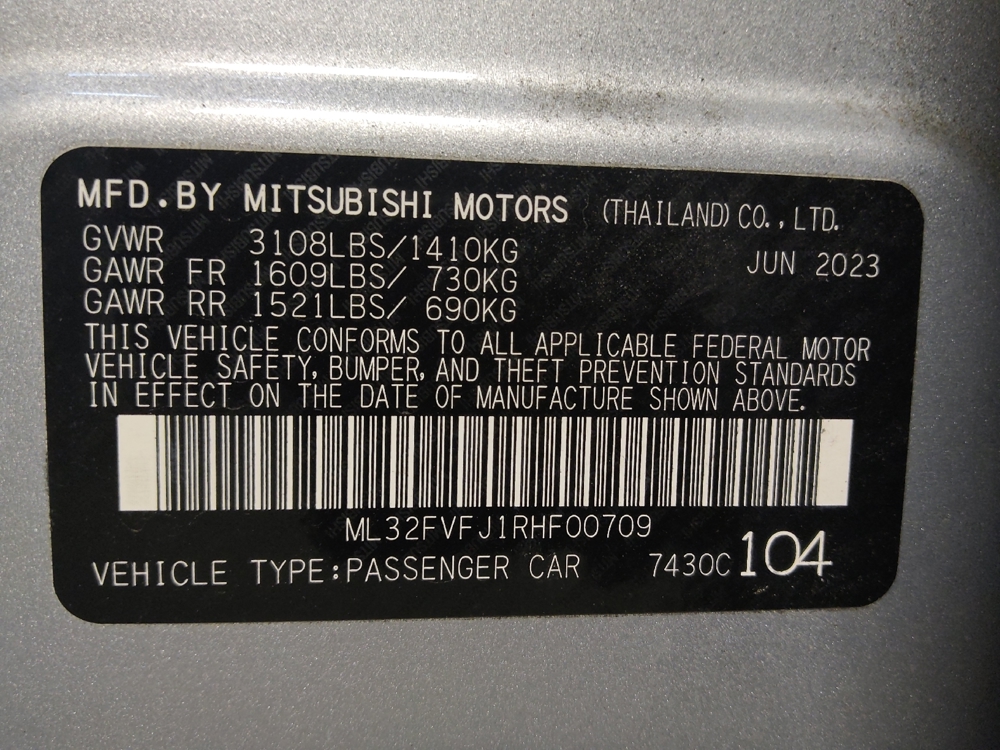 MFD.BY MITSUBISHI MOTORS (THAILAND) CO., LTD.
GVWR 3108LBS/1410KG JUN 2023
GAWR FR 1609LBS/ 730KG
GAWR RR 1521LBS/ 690KG
THIS VEHICLE CONFORMS TO ALL APPLICABLE FEDERAL MOTOR
VEHICLE SAFETY, BUMPER, AND THEFT PREVENTION STANDARDS
IN EFFECT ON THE DATE OF MANUFACTURE SHOWN ABOVE.
ML32FVFJ1RHF00709
VEHICLE TYPE:PASSENGER CAR 7430C 104